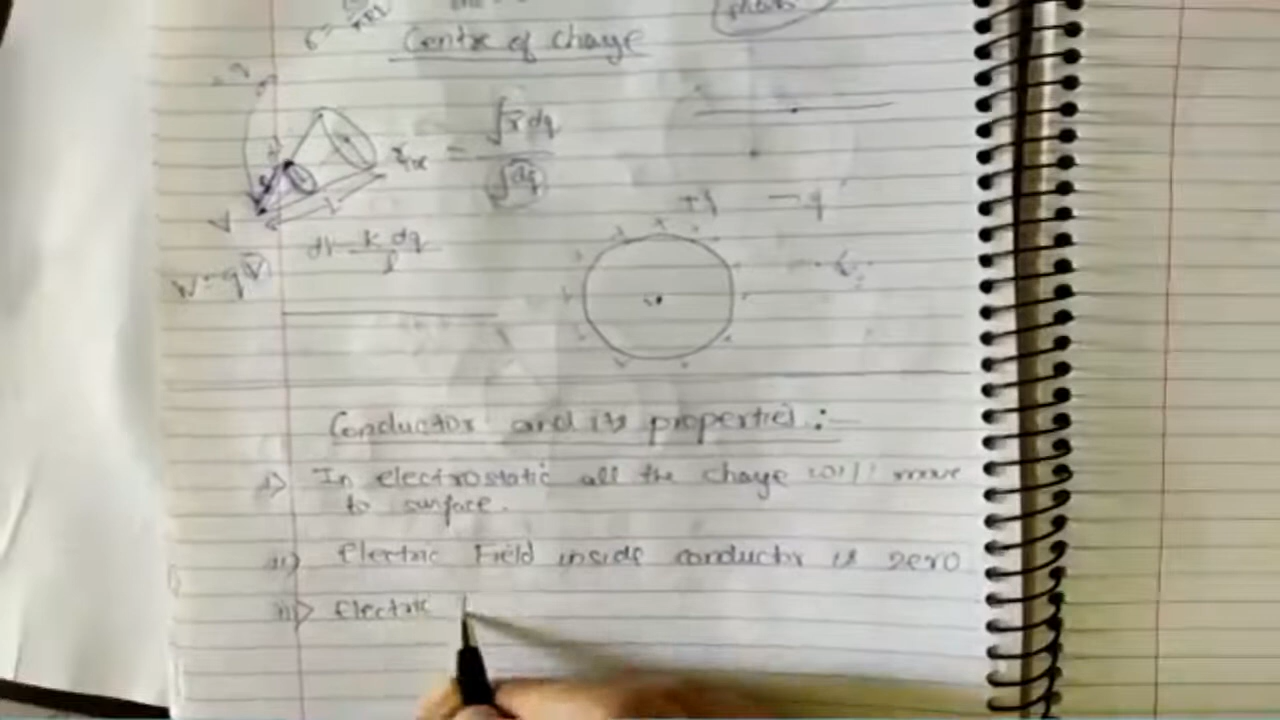 Centre of charge
= ∫r dq
∫dq
+q -q
dv = k dq
l
W = qV
Conductor and its properties :-
i) In electrostatic all the charge will move
to surface.
ii) Electric Field inside conductor is zero
iii) Electric